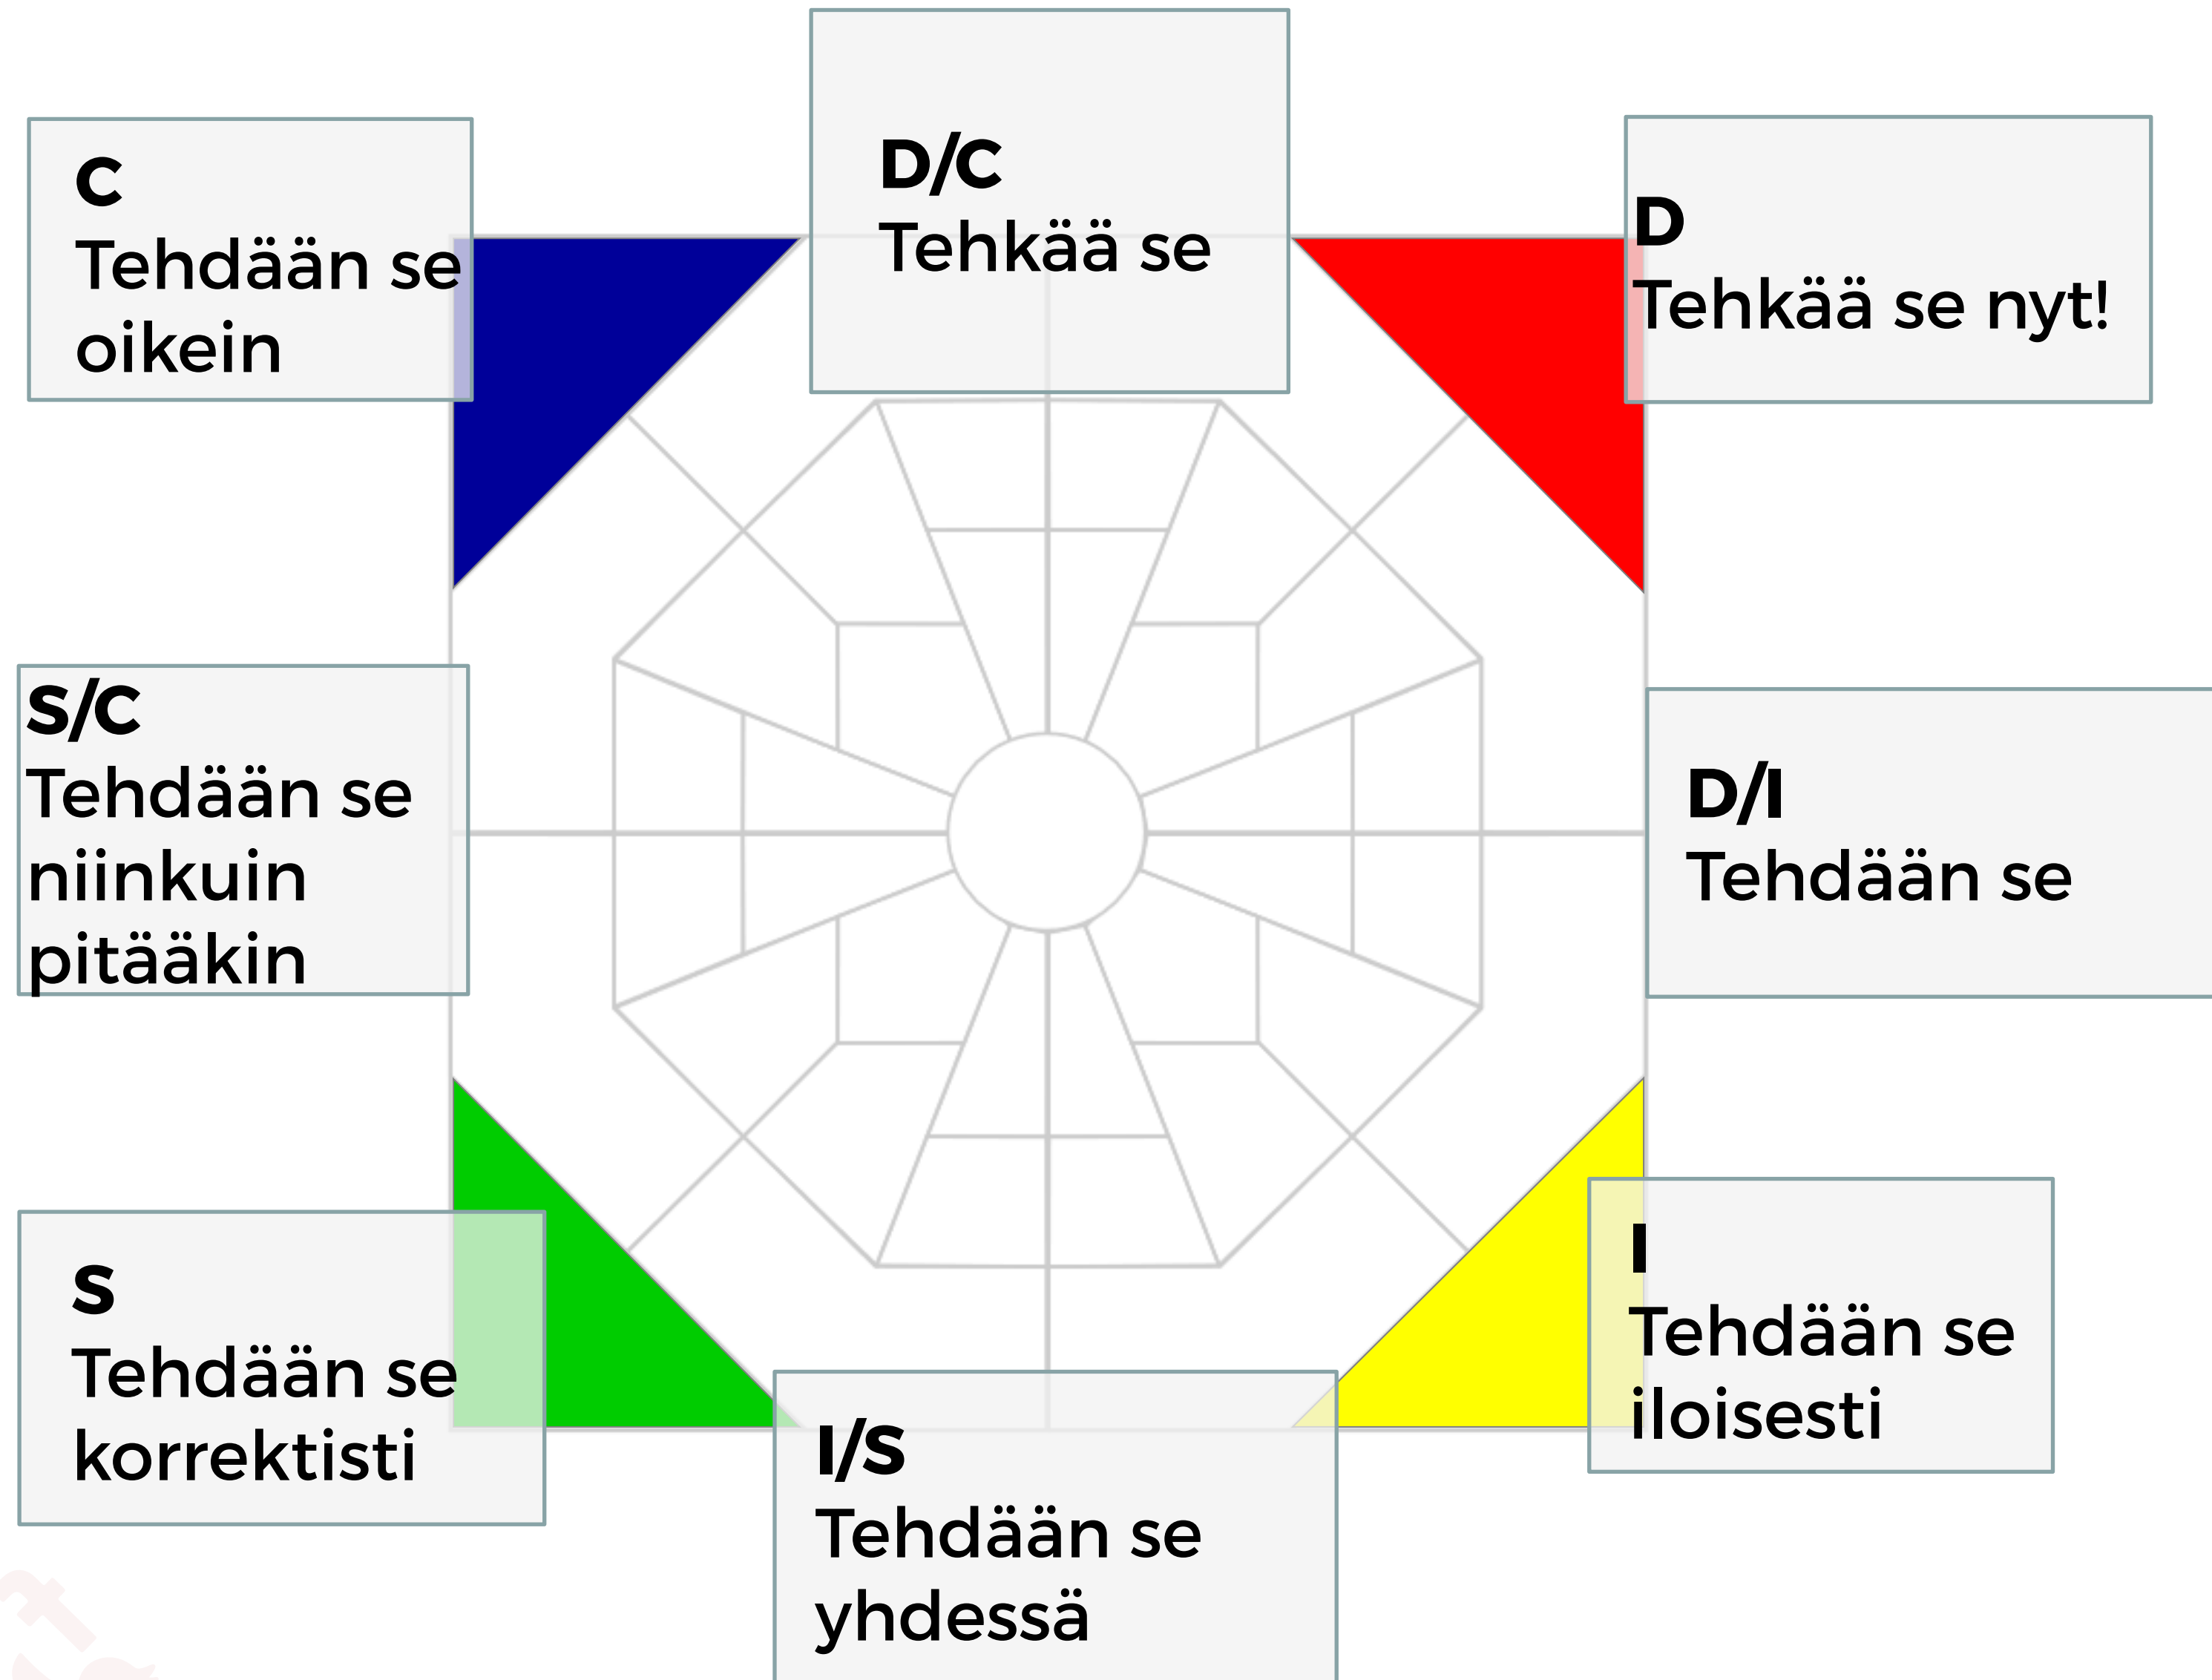 C
Tehdään se
oikein
D/C
Tehkää se
D
Tehkää se nyt!
S/C
Tehdään se
niinkuin
pitääkin
D/I
Tehdään se
S
Tehdään se
korrektisti
I/S
Tehdään se
yhdessä
I
Tehdään se
iloisesti